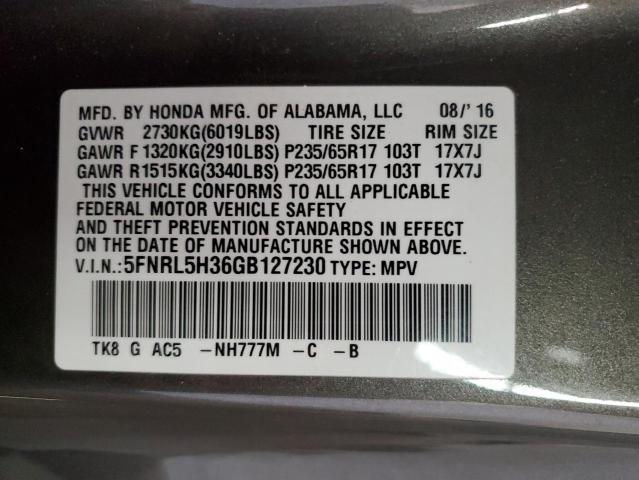 MFD. BY HONDA MFG. OF ALABAMA, LLC 08/'16
GVWR 2730KG(6019LBS) TIRE SIZE RIM SIZE
GAWR F 1320KG(2910LBS) P235/65R17 103T 17X7J
GAWR R1515KG(3340LBS) P235/65R17 103T 17X7J
THIS VEHICLE CONFORMS TO ALL APPLICABLE
FEDERAL MOTOR VEHICLE SAFETY
AND THEFT PREVENTION STANDARDS IN EFFECT
ON THE DATE OF MANUFACTURE SHOWN ABOVE.
V.I.N.:5FNRL5H36GB127230 TYPE: MPV
TK8 G AC5 -NH777M -C -B